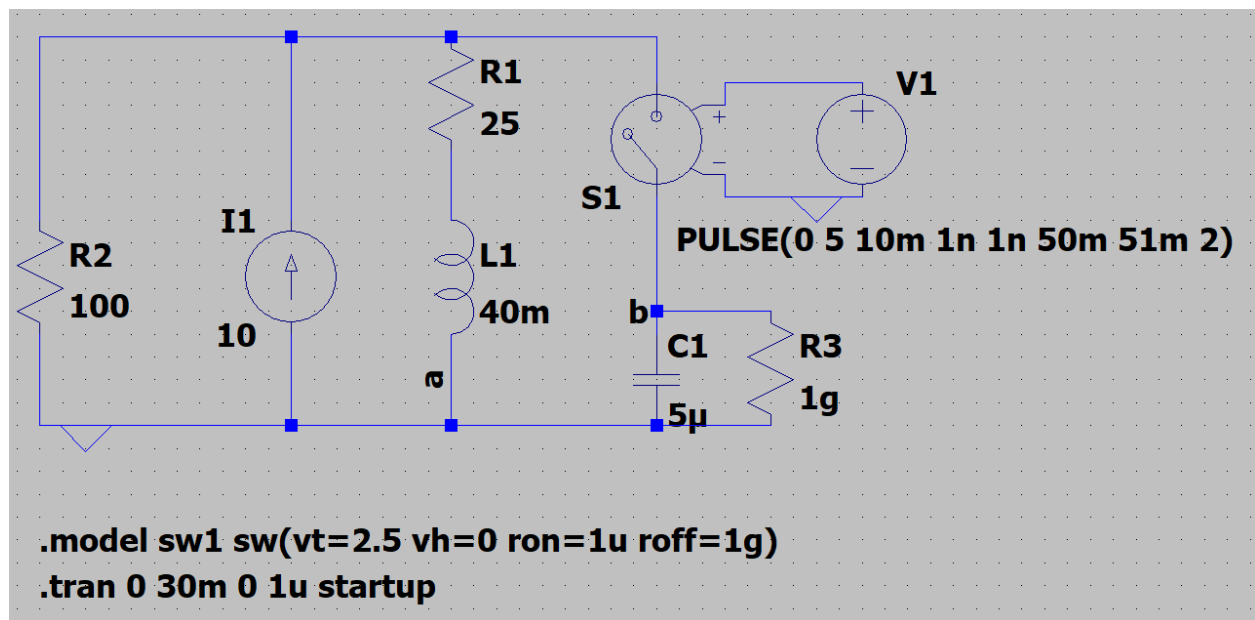 R1
25
V1
+
+
−
−
S1
I1
R2
100
10
L1
40m
PULSE(0 5 10m 1n 1n 50m 51m 2)
b
C1
5µ
R3
1g
a
.model sw1 sw(vt=2.5 vh=0 ron=1u roff=1g)
.tran 0 30m 0 1u startup